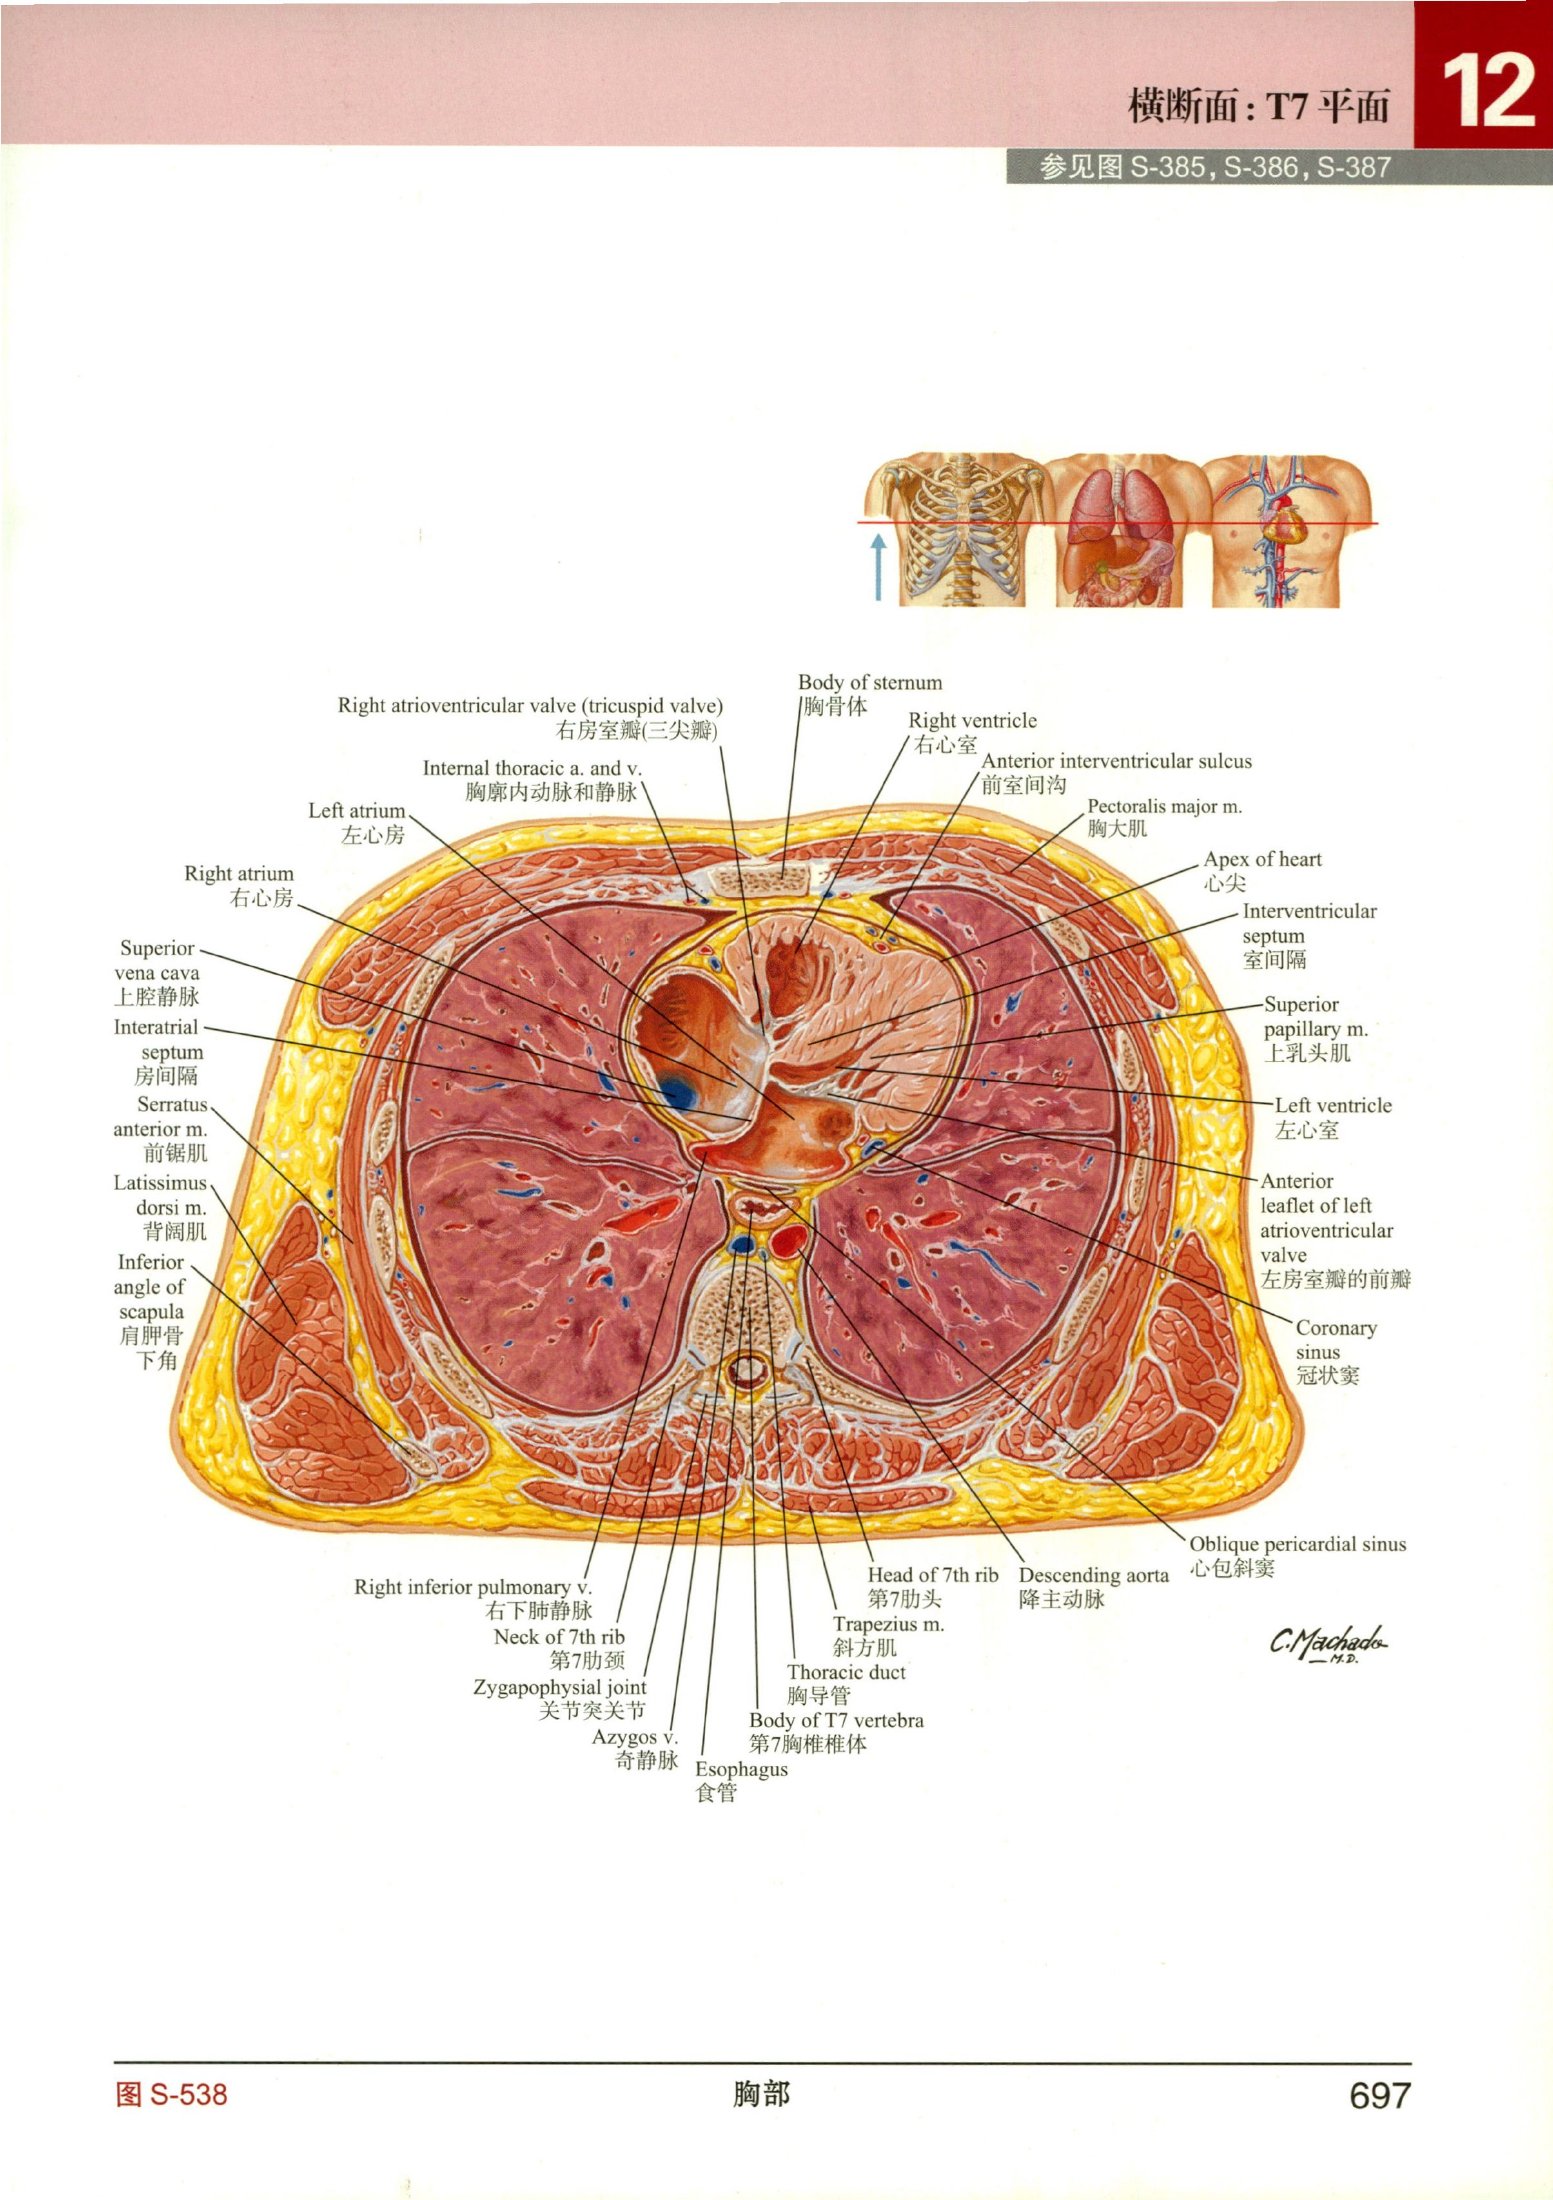 横断面：T7 平面
12
参见图 S-385, S-386, S-387
Body of sternum
胸骨体
Right atrioventricular valve (tricuspid valve)
右房室瓣(三尖瓣)
Right ventricle
右心室
Internal thoracic a. and v.
胸廓内动脉和静脉
Anterior interventricular sulcus
前室间沟
Left atrium
左心房
Pectoralis major m.
胸大肌
Right atrium
右心房
Apex of heart
心尖
Interventricular
septum
室间隔
Superior
vena cava
上腔静脉
Superior
papillary m.
上乳头肌
Interatrial
septum
房间隔
Serratus
anterior m.
前锯肌
Left ventricle
左心室
Latissimus
dorsi m.
背阔肌
Anterior
leaflet of left
atrioventricular
valve
左房室瓣的前瓣
Inferior
angle of
scapula
肩胛骨
下角
Coronary
sinus
冠状窦
Oblique pericardial sinus
心包斜窦
Right inferior pulmonary v.
右下肺静脉
Head of 7th rib
第7肋头
Descending aorta
降主动脉
Neck of 7th rib
第7肋颈
Trapezius m.
斜方肌
Zygapophysial joint
关节突关节
Thoracic duct
胸导管
Azygos v.
奇静脉
Body of T7 vertebra
第7胸椎椎体
Esophagus
食管
C. Machado
M.D.
图 S-538
胸部
697